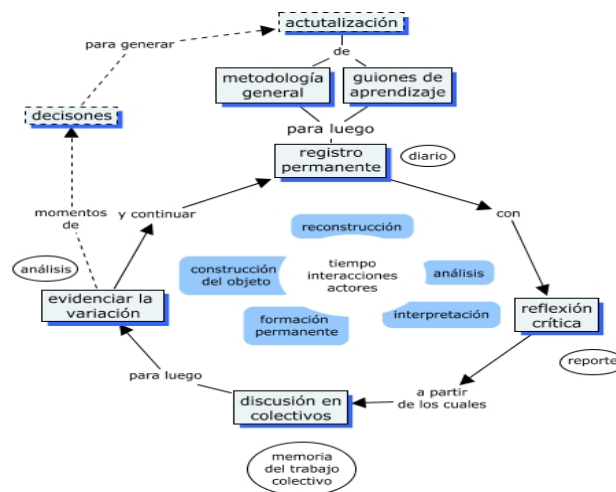 actutalización
para generar
de
metodología
general
guiones de
aprendizaje
decisones
para luego
registro
permanente
diario
momentos
de
y continuar
con
reconstrucción
tiempo
interacciones
actores
construcción
del objeto
análisis
análisis
evidenciar la
variación
formación
permanente
interpretación
reflexión
crítica
reporte
para luego
a partir
de los cuales
discusión en
colectivos
memoria
del trabajo
colectivo